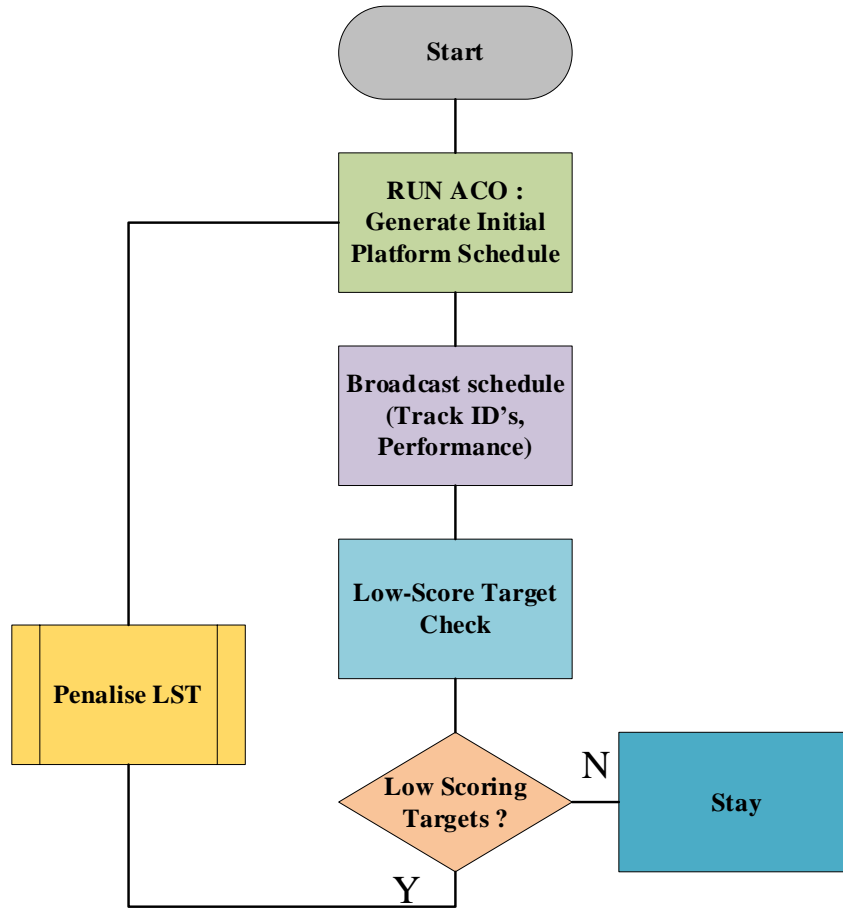 Start
RUN ACO :
Generate Initial
Platform Schedule
Broadcast schedule
(Track ID's,
Performance)
Low-Score Target
Check
Penalise LST
Low Scoring
Targets ?
N
Stay
Y